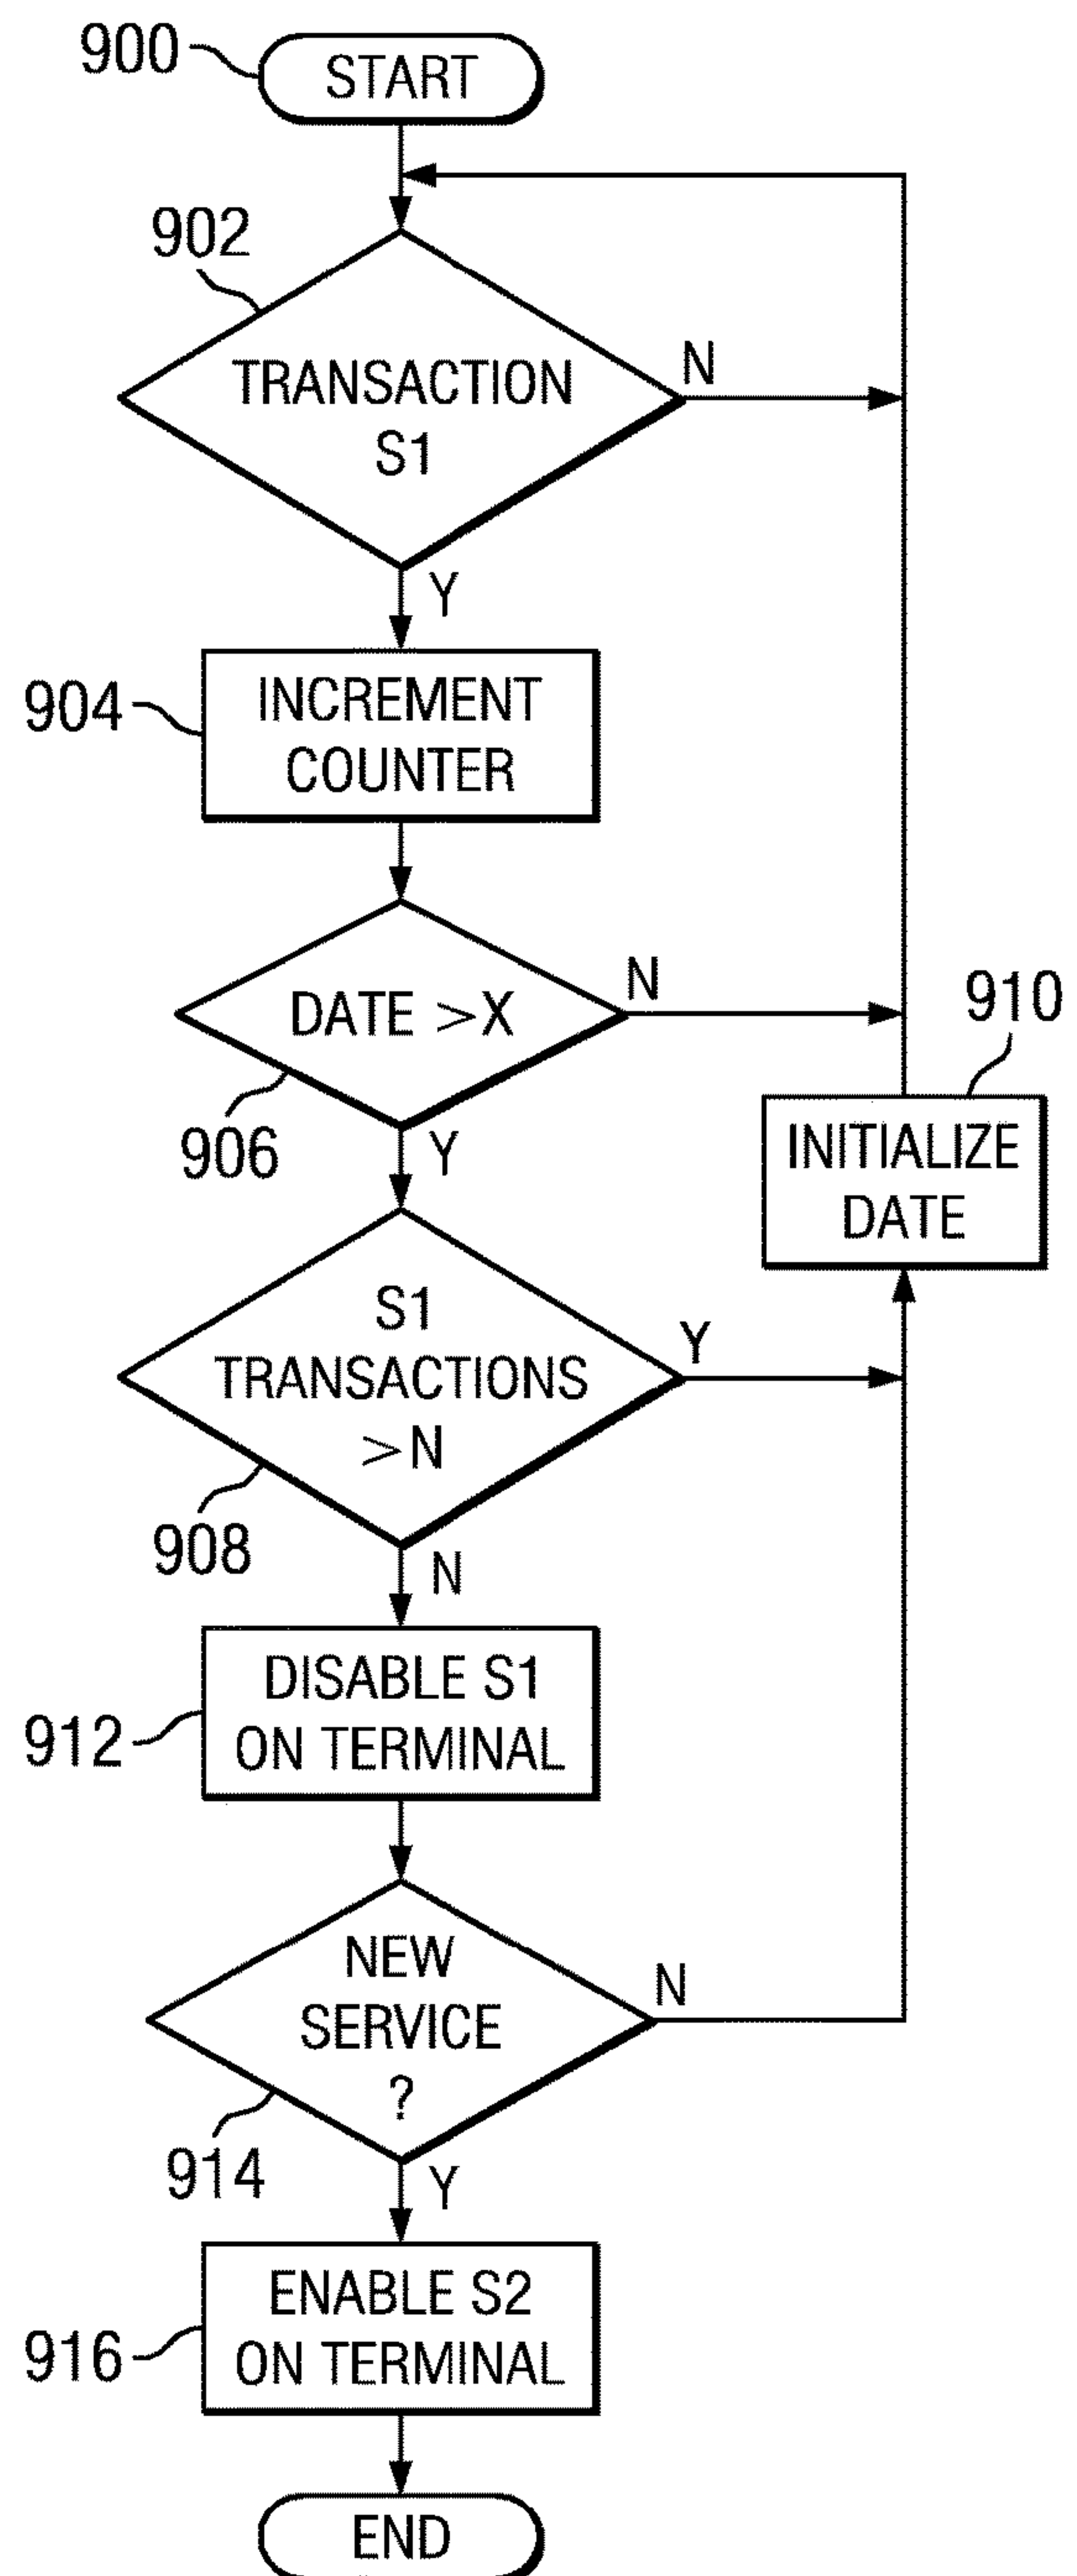 900
START
902
TRANSACTION
S1
N
Y
904
INCREMENT
COUNTER
DATE >X
N
906
Y
910
INITIALIZE
DATE
S1
TRANSACTIONS
>N
Y
908
N
912
DISABLE S1
ON TERMINAL
NEW
SERVICE
?
N
914
Y
916
ENABLE S2
ON TERMINAL
END